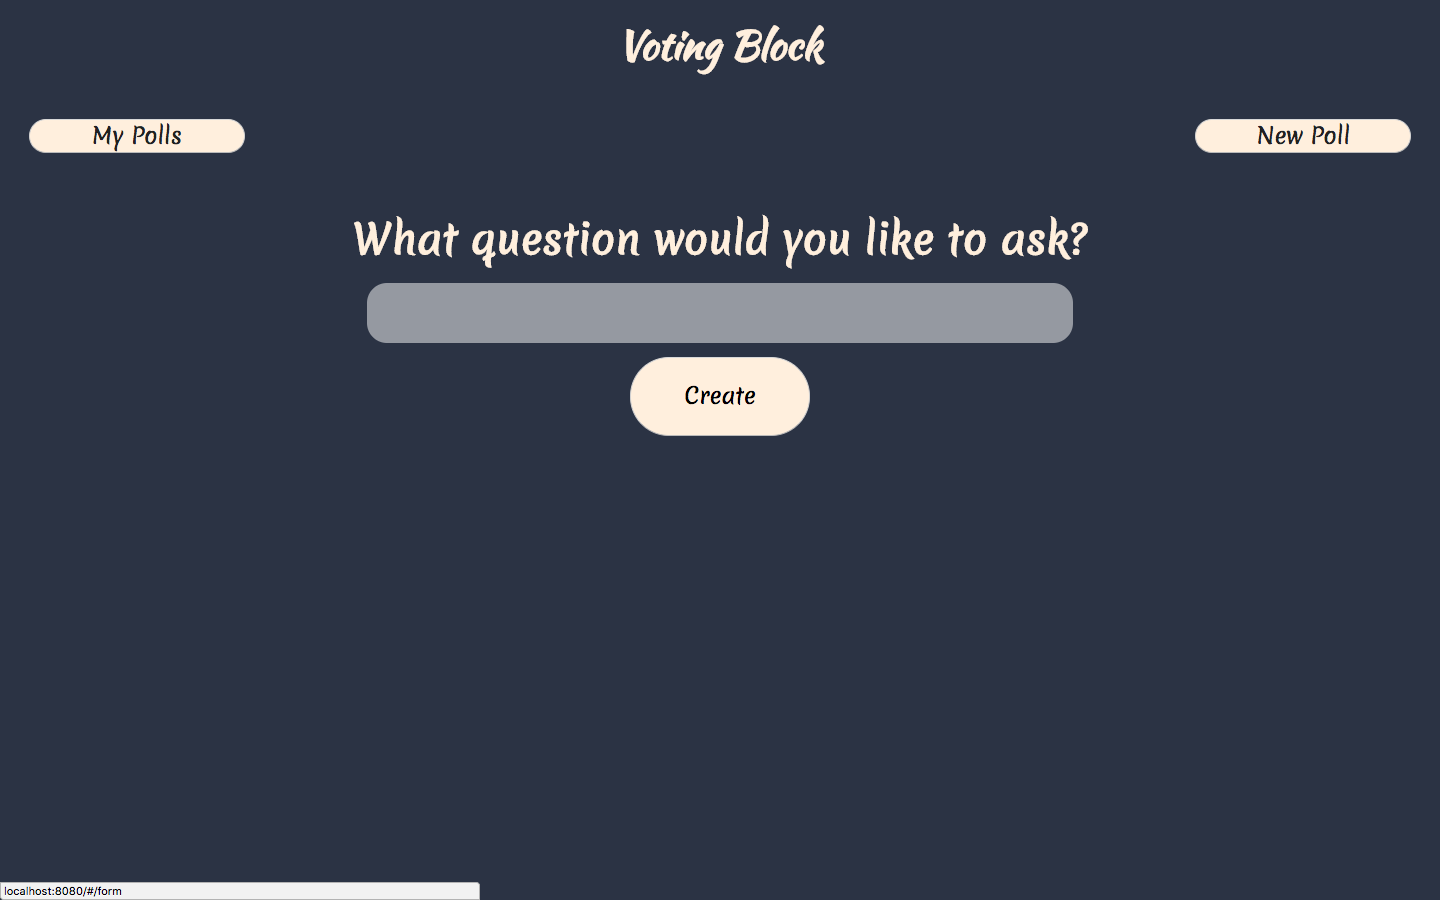 Voting Block
My Polls
New Poll
What question would you like to ask?
Create
localhost:8080/#/form